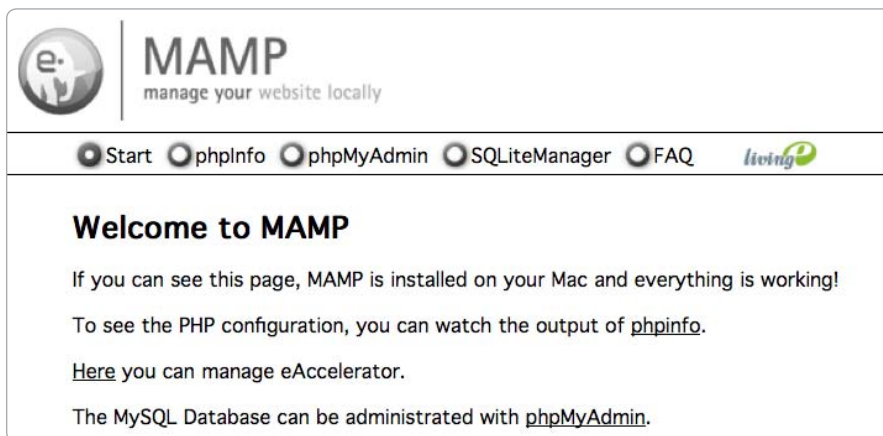 e.
MAMP
manage your website locally
Start phpInfo phpMyAdmin SQLiteManager FAQ living e
Welcome to MAMP
If you can see this page, MAMP is installed on your Mac and everything is working!
To see the PHP configuration, you can watch the output of phpinfo.
Here you can manage eAccelerator.
The MySQL Database can be administrated with phpMyAdmin.